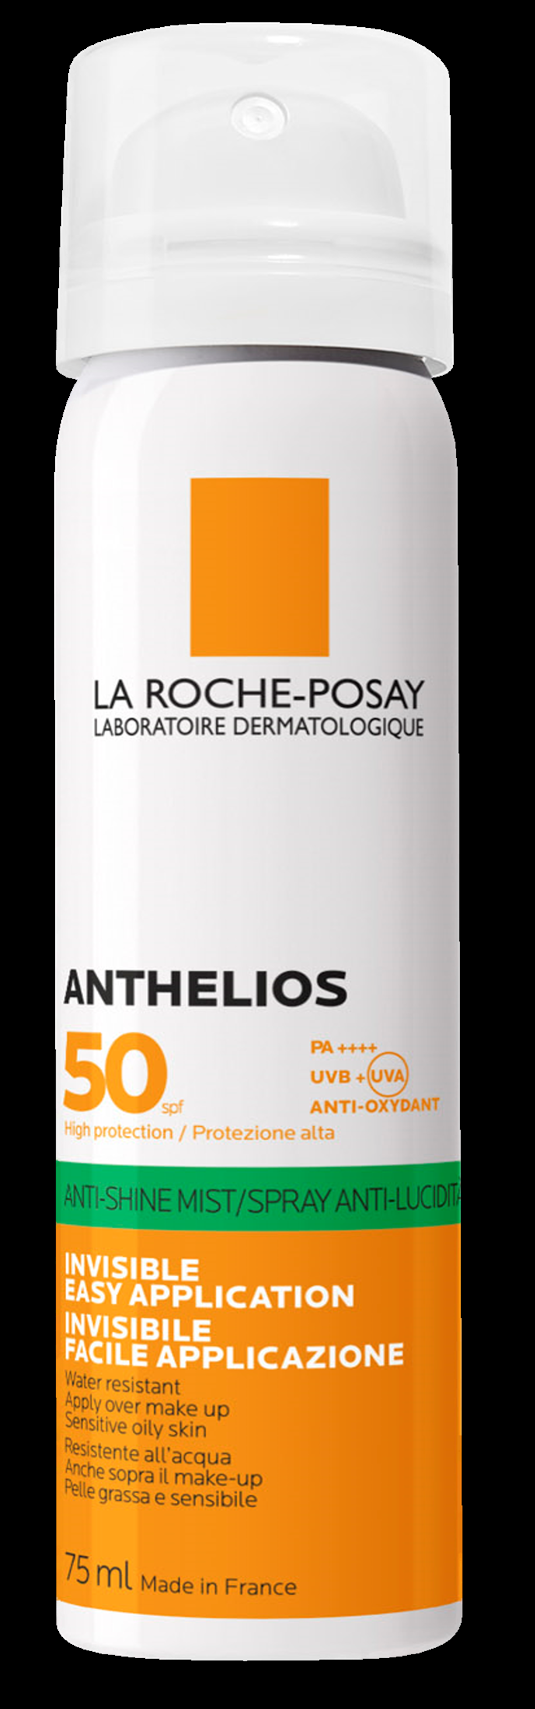 LA ROCHE-POSAY
LABORATOIRE DERMATOLOGIQUE
ANTHELIOS
50 spf
PA ++++
UVB + UVA
ANTI-OXYDANT
High protection / Protezione alta
ANTI-SHINE MIST/SPRAY ANTI-LUCIDITÀ
INVISIBLE
EASY APPLICATION
INVISIBILE
FACILE APPLICAZIONE
Water resistant
Apply over make up
Sensitive oily skin
Resistente all'acqua
Anche sopra il make-up
Pelle grassa e sensibile
75 ml Made in France